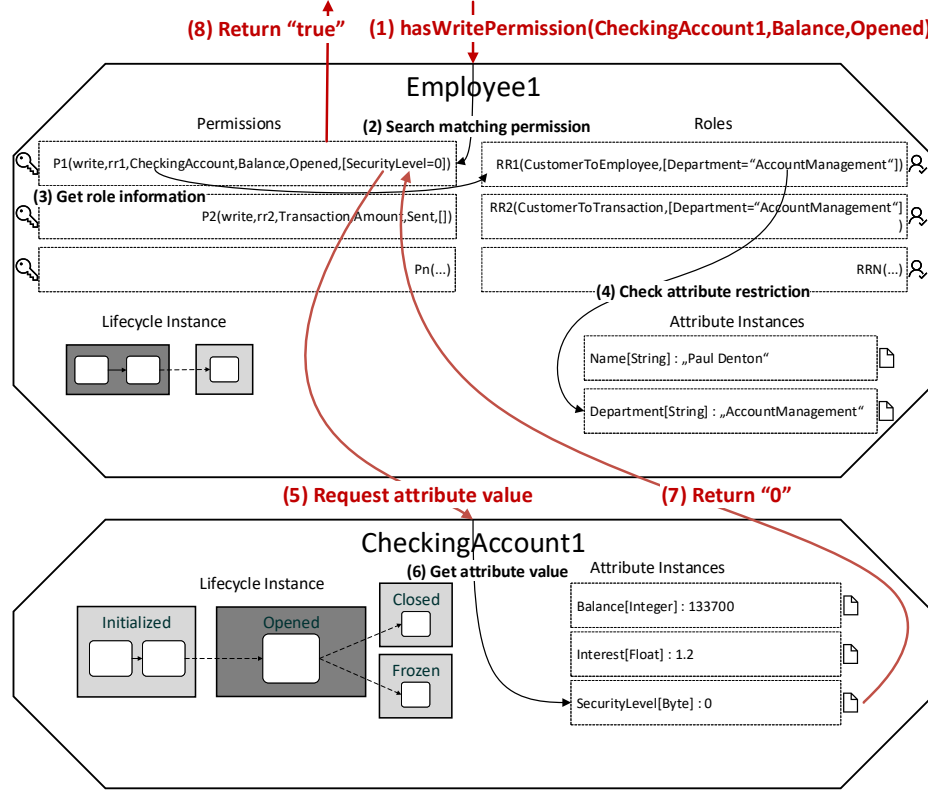 (8) Return “true”
(1) hasWritePermission(CheckingAccount1,Balance,Opened)
Employee1
Permissions
(2) Search matching permission
Roles
P1(write,rr1,CheckingAccount,Balance,Opened,[SecurityLevel=0])
RR1(CustomerToEmployee,[Department=“AccountManagement“])
(3) Get role information
P2(write,rr2,Transaction,Amount,Sent,[])
RR2(CustomerToTransaction,[Department=“AccountManagement“]
)
Pn(...)
RRN(...)
(4) Check attribute restriction
Lifecycle Instance
Attribute Instances
Name[String] : „Paul Denton“
Department[String] : „AccountManagement“
(5) Request attribute value
(7) Return “0”
CheckingAccount1
(6) Get attribute value
Lifecycle Instance
Attribute Instances
Initialized
Opened
Closed
Frozen
Balance[Integer] : 133700
Interest[Float] : 1.2
SecurityLevel[Byte] : 0